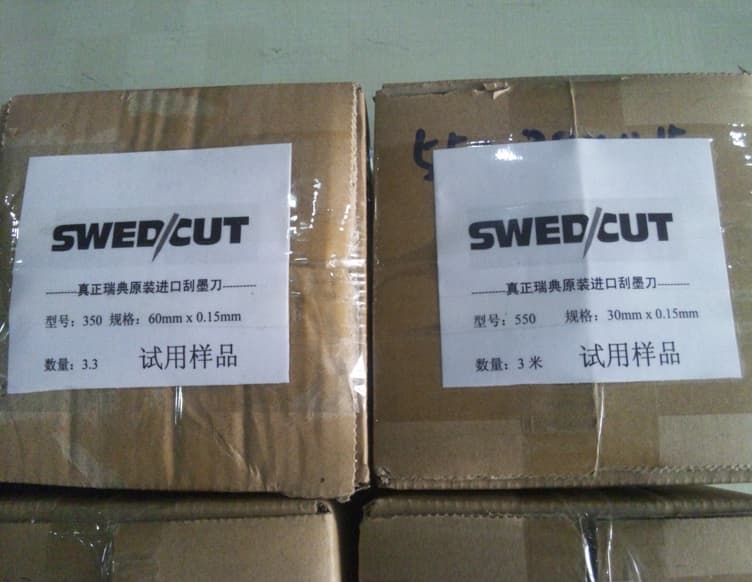 SWED/CUT
----------真正瑞典原装进口刮墨刀----------
型号：350 规格：60mm x 0.15mm
数量：3.3 试用样品
SWED/CUT
----------真正瑞典原装进口刮墨刀----------
型号：550 规格：30mm x 0.15mm
数量：3 米 试用样品